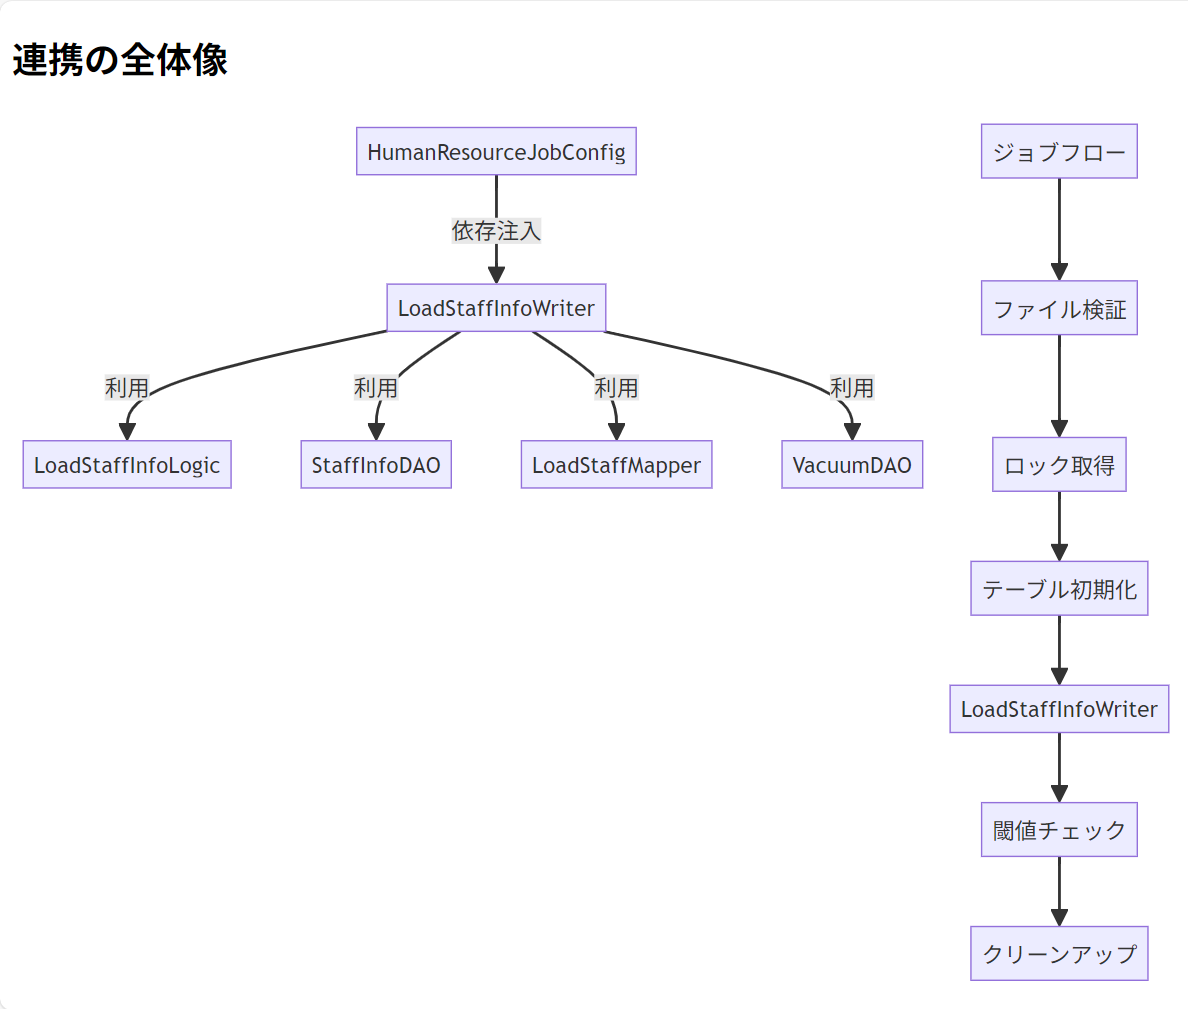 連携の全体像
HumanResourceJobConfig
依存注入
LoadStaffInfoWriter
利用
利用
利用
利用
LoadStaffInfoLogic
StaffInfoDAO
LoadStaffMapper
VacuumDAO
ジョブフロー
ファイル検証
ロック取得
テーブル初期化
LoadStaffInfoWriter
閾値チェック
クリーンアップ